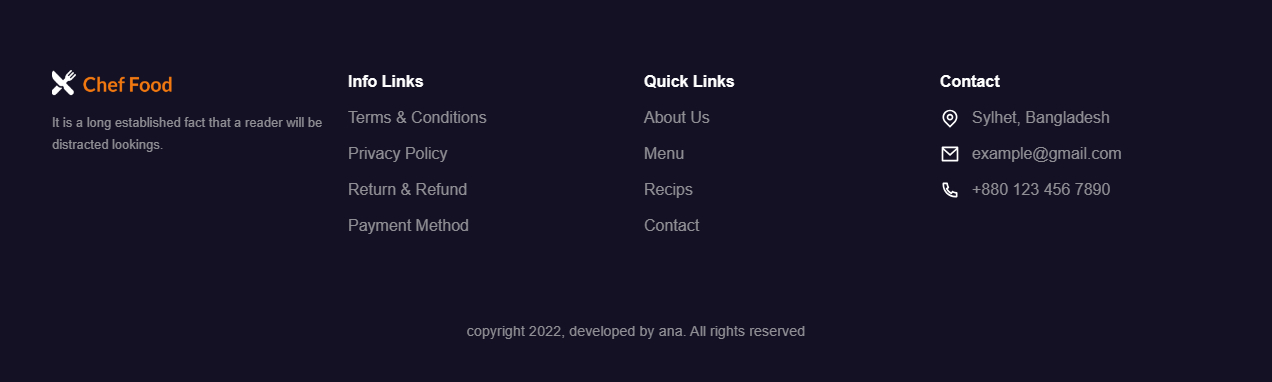 Chef Food
It is a long established fact that a reader will be
distracted lookings.
Info Links
Terms & Conditions
Privacy Policy
Return & Refund
Payment Method
Quick Links
About Us
Menu
Recips
Contact
Contact
Sylhet, Bangladesh
example@gmail.com
+880 123 456 7890
copyright 2022, developed by ana. All rights reserved